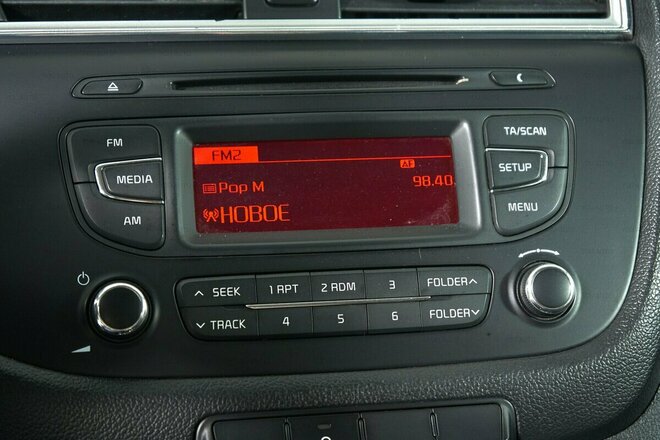 FM
MEDIA
AM
FM2
AF
Pop M 98.40
HOBOE
TA/SCAN
SETUP
MENU
SEEK 1 RPT 2 RDM 3 FOLDER
TRACK 4 5 6 FOLDER